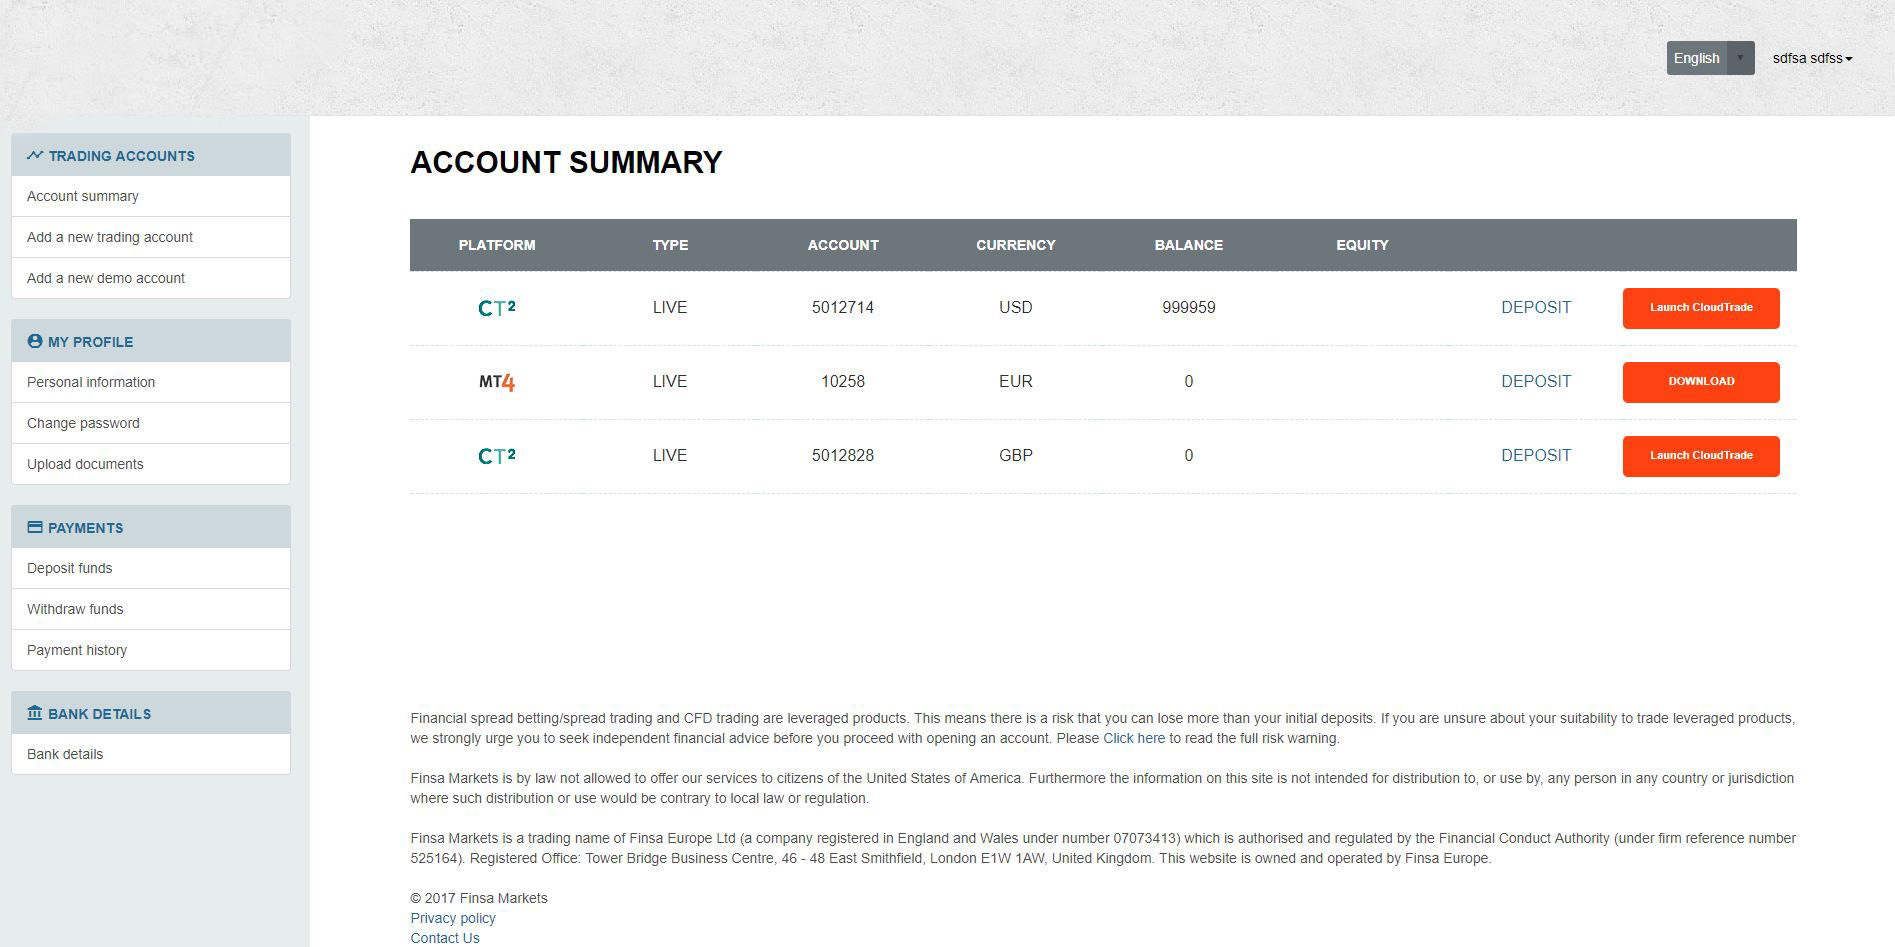 English
sdfsa sdfss
TRADING ACCOUNTS
Account summary
Add a new trading account
Add a new demo account
MY PROFILE
Personal information
Change password
Upload documents
PAYMENTS
Deposit funds
Withdraw funds
Payment history
BANK DETAILS
Bank details
ACCOUNT SUMMARY
PLATFORM TYPE ACCOUNT CURRENCY BALANCE EQUITY
CT2 LIVE 5012714 USD 999959 DEPOSIT Launch CloudTrade
MT4 LIVE 10258 EUR 0 DEPOSIT DOWNLOAD
CT2 LIVE 5012828 GBP 0 DEPOSIT Launch CloudTrade
Financial spread betting/spread trading and CFD trading are leveraged products. This means there is a risk that you can lose more than your initial deposits. If you are unsure about your suitability to trade leveraged products,
we strongly urge you to seek independent financial advice before you proceed with opening an account. Please Click here to read the full risk warning.
Finsa Markets is by law not allowed to offer our services to citizens of the United States of America. Furthermore the information on this site is not intended for distribution to, or use by, any person in any country or jurisdiction
where such distribution or use would be contrary to local law or regulation.
Finsa Markets is a trading name of Finsa Europe Ltd (a company registered in England and Wales under number 07073413) which is authorised and regulated by the Financial Conduct Authority (under firm reference number
525164). Registered Office: Tower Bridge Business Centre, 46 - 48 East Smithfield, London E1W 1AW, United Kingdom. This website is owned and operated by Finsa Europe.
© 2017 Finsa Markets
Privacy policy
Contact Us